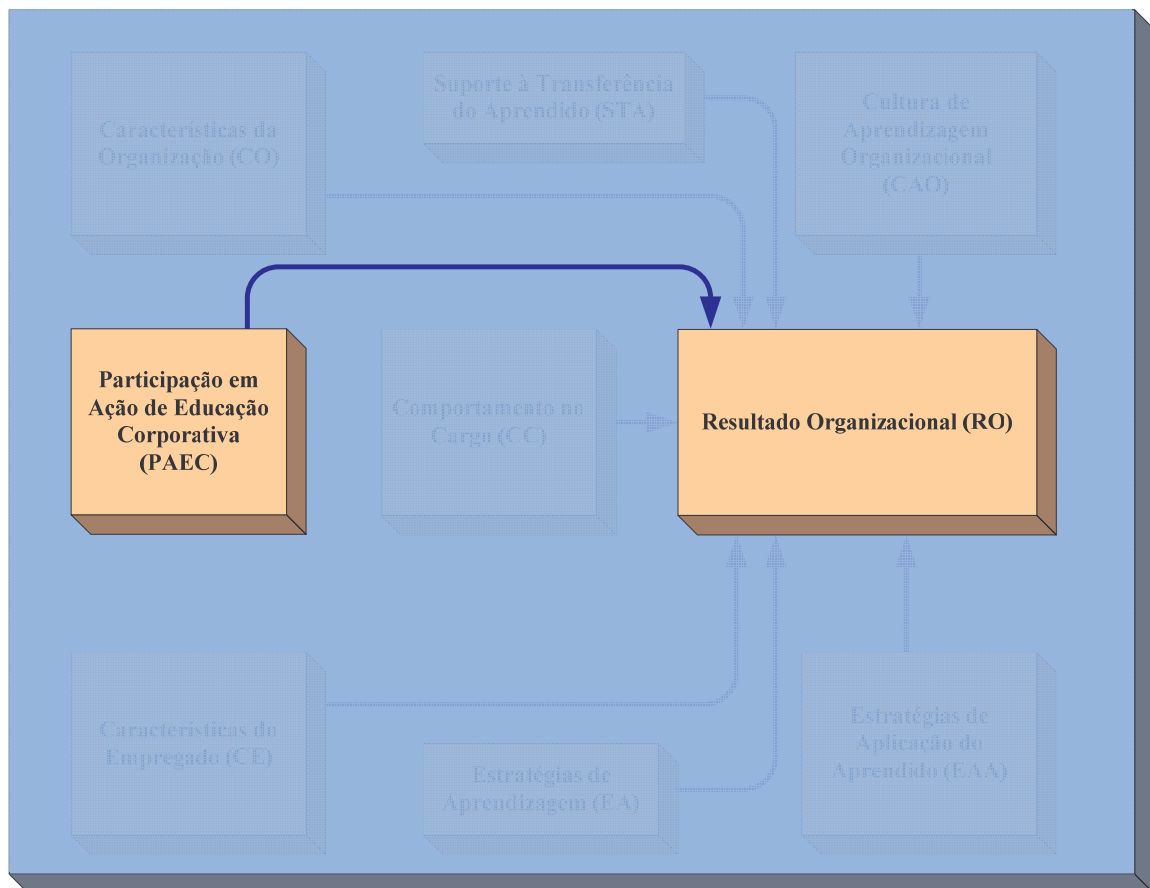 Suporte à Transferência
do Aprendido (STA)
Características da
Organização (CO)
Cultura de
Aprendizagem
Organizacional
(CAO)
Participação em
Ação de Educação
Corporativa
(PAEC)
Comportamento no
Cargo (CC)
Resultado Organizacional (RO)
Características do
Empregado (CE)
Estratégias de
Aprendizagem (EA)
Estratégias de
Aplicação do
Aprendido (EAA)